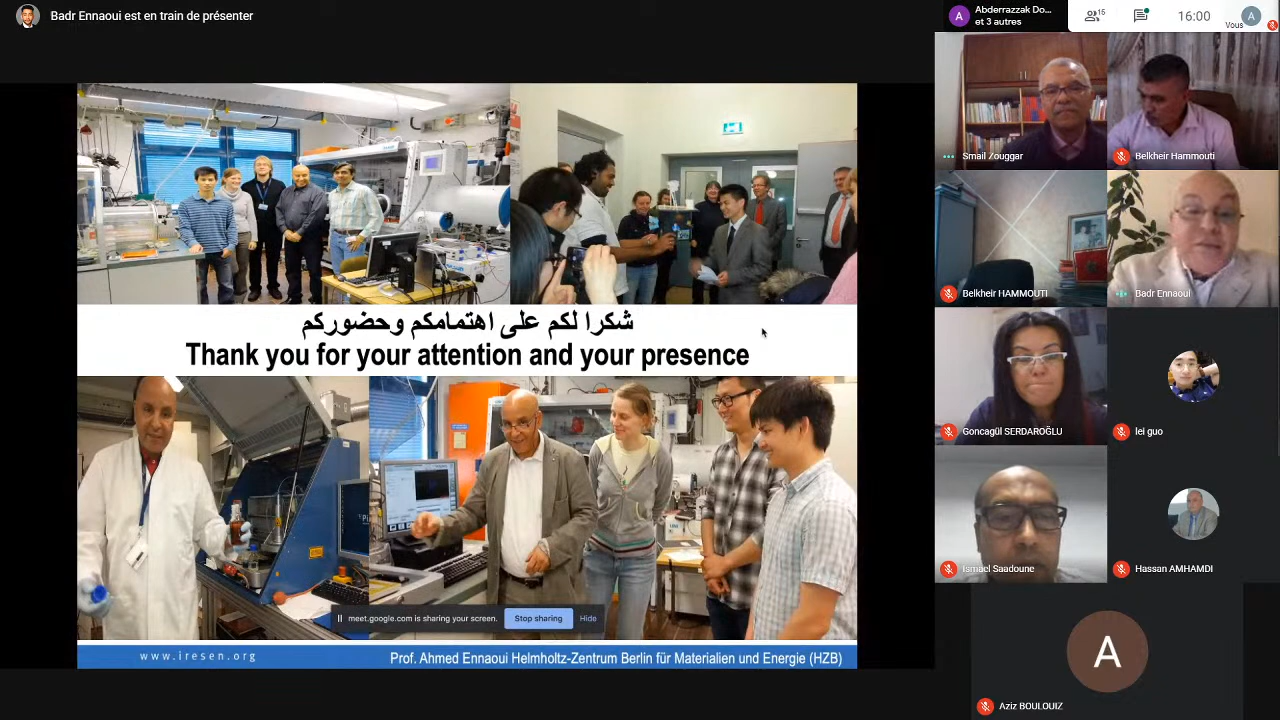 Badr Ennaoui est en train de présenter
A
Abderrazzak Do...
et 3 autres
15
16:00
Vous
A
Smail Zouggar
Belkheir Hammouti
Belkheir HAMMOUTI
Badr Ennaoui
شكرا لكم على اهتمامكم وحضوركم
Thank you for your attention and your presence
Goncagül SERDAROĞLU
lei guo
Ismael Saadoune
Hassan AMHAMDI
meet.google.com is sharing your screen.
Stop sharing
Hide
www.iresen.org
Prof. Ahmed Ennaoui Helmholtz-Zentrum Berlin für Materialien und Energie (HZB)
A
Aziz BOULOUIZ